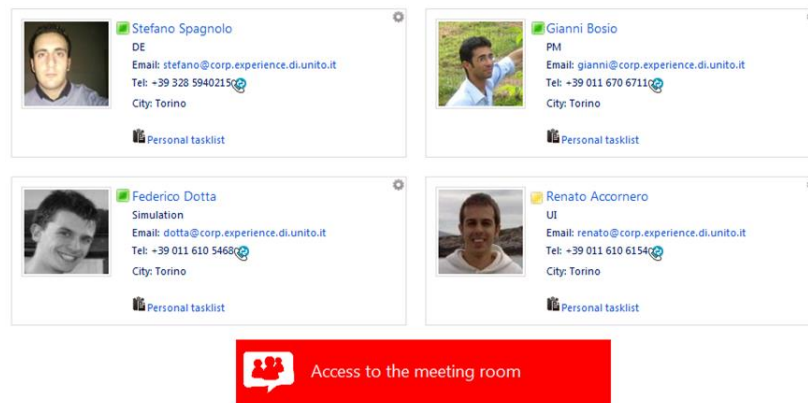 Stefano Spagnolo
DE
Email: stefano@corp.experience.di.unito.it
Tel: +39 328 5940215
City: Torino
Personal tasklist
Gianni Bosio
PM
Email: gianni@corp.experience.di.unito.it
Tel: +39 011 670 6711
City: Torino
Personal tasklist
Federico Dotta
Simulation
Email: dotta@corp.experience.di.unito.it
Tel: +39 011 610 5468
City: Torino
Personal tasklist
Renato Accornero
UI
Email: renato@corp.experience.di.unito.it
Tel: +39 011 610 6154
City: Torino
Personal tasklist
Access to the meeting room